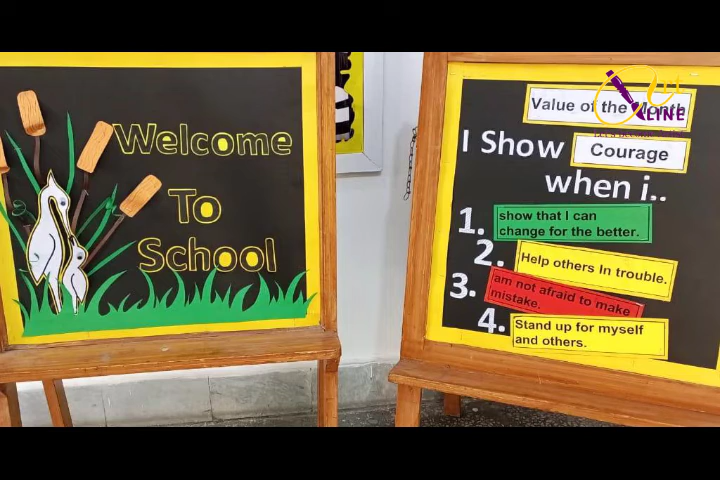 Welcome
To
School
Value of the Month
I Show Courage
when i..
1. show that I can
change for the better.
2. Help others In trouble.
3. am not afraid to make
mistake.
4. Stand up for myself
and others.
LINE